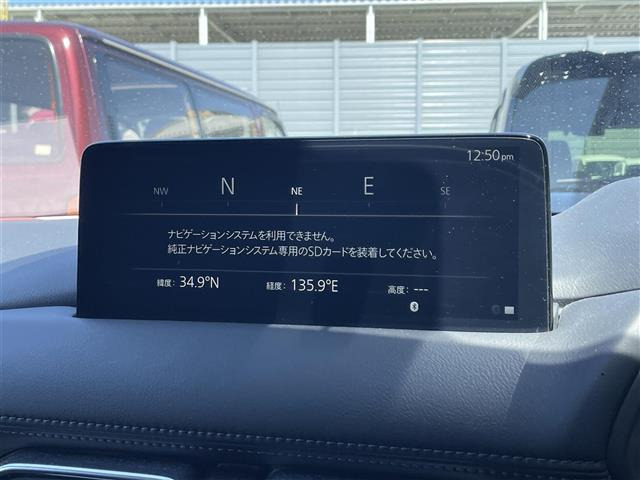 12:50pm
NW N NE E SE
ナビゲーションシステムを利用できません。
純正ナビゲーションシステム専用のSDカードを装着してください。
緯度: 34.9°N 経度: 135.9°E 高度: ---